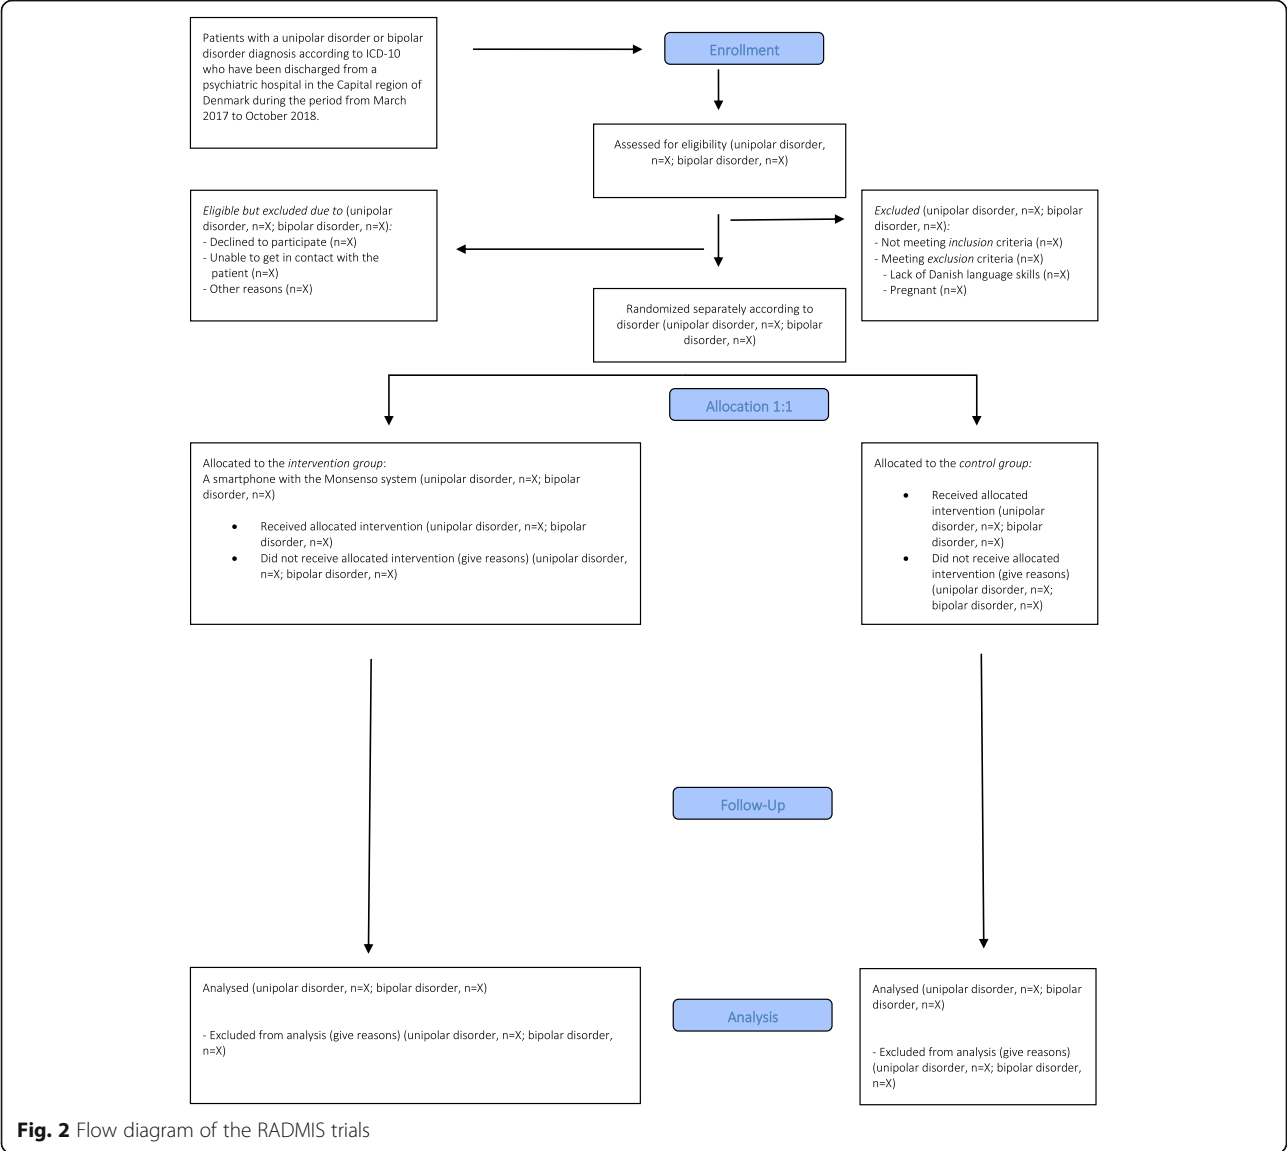 Patients with a unipolar disorder or bipolar
disorder diagnosis according to ICD-10
who have been discharged from a
psychiatric hospital in the Capital region of
Denmark during the period from March
2017 to October 2018.
Enrollment
Assessed for eligibility (unipolar disorder,
n=X; bipolar disorder, n=X)
Eligible but excluded due to (unipolar
disorder, n=X; bipolar disorder, n=X):
- Declined to participate (n=X)
- Unable to get in contact with the
patient (n=X)
- Other reasons (n=X)
Excluded (unipolar disorder, n=X; bipolar
disorder, n=X):
- Not meeting inclusion criteria (n=X)
- Meeting exclusion criteria (n=X)
- Lack of Danish language skills (n=X)
- Pregnant (n=X)
Randomized separately according to
disorder (unipolar disorder, n=X; bipolar
disorder, n=X)
Allocation 1:1
Allocated to the intervention group:
A smartphone with the Monsenso system (unipolar disorder, n=X; bipolar
disorder, n=X)
• Received allocated intervention (unipolar disorder, n=X; bipolar
disorder, n=X)
• Did not receive allocated intervention (give reasons) (unipolar disorder,
n=X; bipolar disorder, n=X)
Allocated to the control group:
• Received allocated
intervention (unipolar
disorder, n=X; bipolar
disorder, n=X)
• Did not receive allocated
intervention (give reasons)
(unipolar disorder, n=X;
bipolar disorder, n=X)
Follow-Up
Analysed (unipolar disorder, n=X; bipolar disorder, n=X)
- Excluded from analysis (give reasons) (unipolar disorder, n=X; bipolar disorder,
n=X)
Analysis
Analysed (unipolar disorder, n=X; bipolar
disorder, n=X)
- Excluded from analysis (give reasons)
(unipolar disorder, n=X; bipolar disorder,
n=X)
Fig. 2 Flow diagram of the RADMIS trials